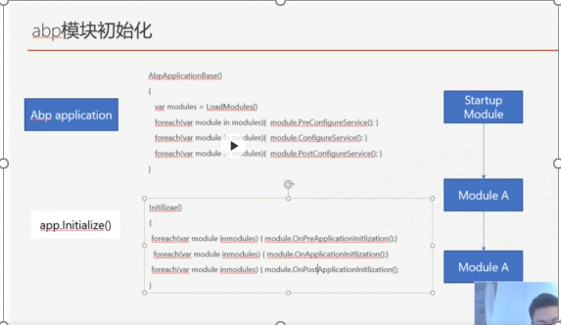 abp模块初始化
Abp application
AbpApplicationBase()
{
var modules = LoadModules()
foreach(var module in modules){ module.PreConfigureService(); }
foreach(var module modules){ module.ConfigureService(); }
foreach(var module modules){ module.PostConfigureService(); }
}
app.Initialize()
Initilizae()
{
foreach(var module inmodules) { module.OnPreApplicationInitlization();}
foreach(var module inmodules) { module.OnApplicationInitlization();}
foreach(var module inmodules) { module.OnPostApplicationInitlization();
}
Startup
Module
Module A
Module A